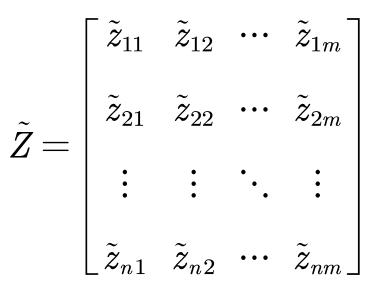 z̃₁₁ z̃₁₂ ⋯ z̃₁ₘ
z̃₂₁ z̃₂₂ ⋯ z̃₂ₘ
Z̃ =
⋮ ⋮ ⋱ ⋮
z̃ₙ₁ z̃ₙ₂ ⋯ z̃ₙₘ